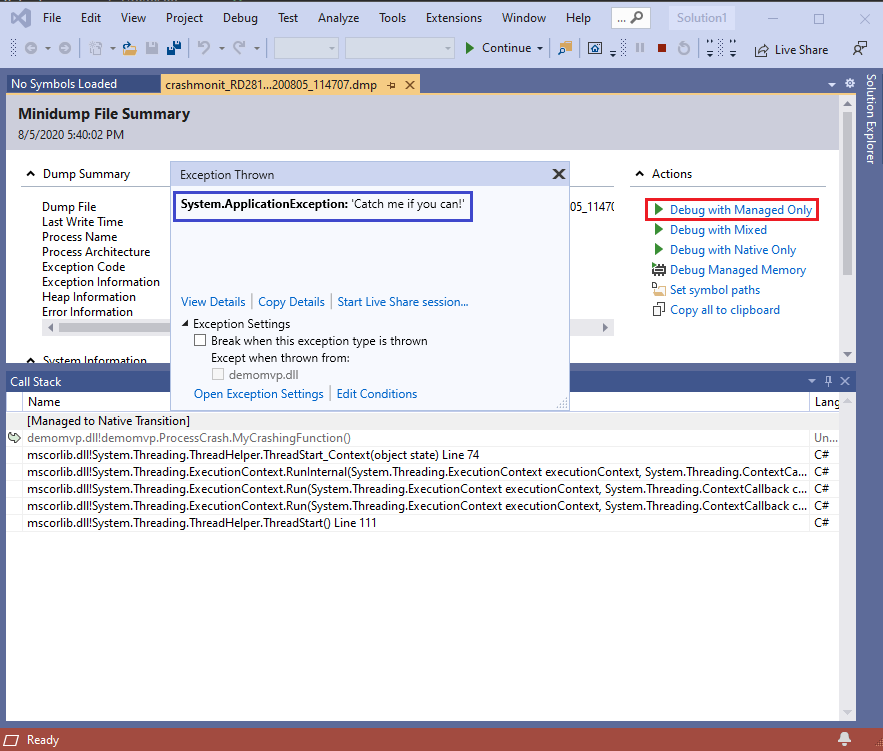 File Edit View Project Debug Test Analyze Tools Extensions Window Help ... Solution1
Continue Live Share
No Symbols Loaded crashmonit_RD281...200805_114707.dmp
Solution Explorer
Minidump File Summary
8/5/2020 5:40:02 PM
Dump Summary
Dump File
Last Write Time
Process Name
Process Architecture
Exception Code
Exception Information
Heap Information
Error Information
System Information
05_11470
Exception Thrown
System.ApplicationException: 'Catch me if you can!'
View Details Copy Details Start Live Share session...
Exception Settings
Break when this exception type is thrown
Except when thrown from:
demomvp.dll
Open Exception Settings Edit Conditions
Actions
Debug with Managed Only
Debug with Mixed
Debug with Native Only
Debug Managed Memory
Set symbol paths
Copy all to clipboard
Call Stack
Name Lang
[Managed to Native Transition]
demomvp.dll!demomvp.ProcessCrash.MyCrashingFunction() Un...
mscorlib.dll!System.Threading.ThreadHelper.ThreadStart_Context(object state) Line 74 C#
mscorlib.dll!System.Threading.ExecutionContext.RunInternal(System.Threading.ExecutionContext executionContext, System.Threading.ContextCa... C#
mscorlib.dll!System.Threading.ExecutionContext.Run(System.Threading.ExecutionContext executionContext, System.Threading.ContextCallback c... C#
mscorlib.dll!System.Threading.ExecutionContext.Run(System.Threading.ExecutionContext executionContext, System.Threading.ContextCallback c... C#
mscorlib.dll!System.Threading.ThreadHelper.ThreadStart() Line 111 C#
Ready